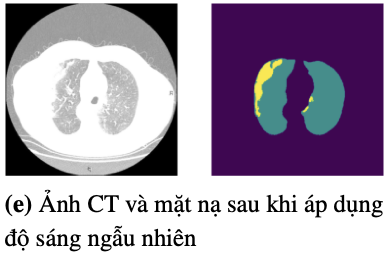 (e) Ảnh CT và mặt nạ sau khi áp dụng
độ sáng ngẫu nhiên